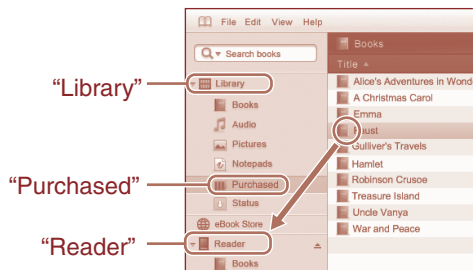 File Edit View Help
Search books
Books
Title
"Library"
Library
Books
Audio
Pictures
Notepads
"Purchased"
Purchased
Status
eBook Store
"Reader"
Reader
Books
Alice's Adventures in Wond
A Christmas Carol
Emma
Faust
Gulliver's Travels
Hamlet
Robinson Crusoe
Treasure Island
Uncle Vanya
War and Peace